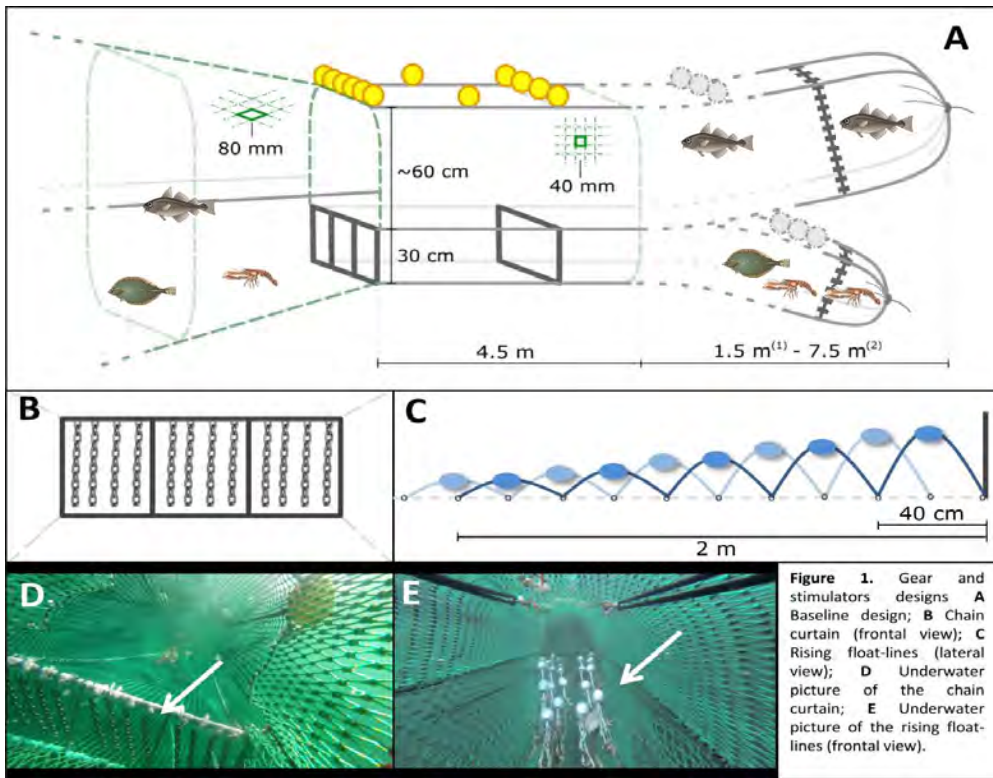 A
80 mm
~60 cm
40 mm
30 cm
4.5 m
1.5 m(1) - 7.5 m(2)
B
C
40 cm
2 m
D
E
Figure 1. Gear and
stimulators designs A
Baseline design; B Chain
curtain (frontal view); C
Rising float-lines (lateral
view); D Underwater
picture of the chain
curtain; E Underwater
picture of the rising float-
lines (frontal view).